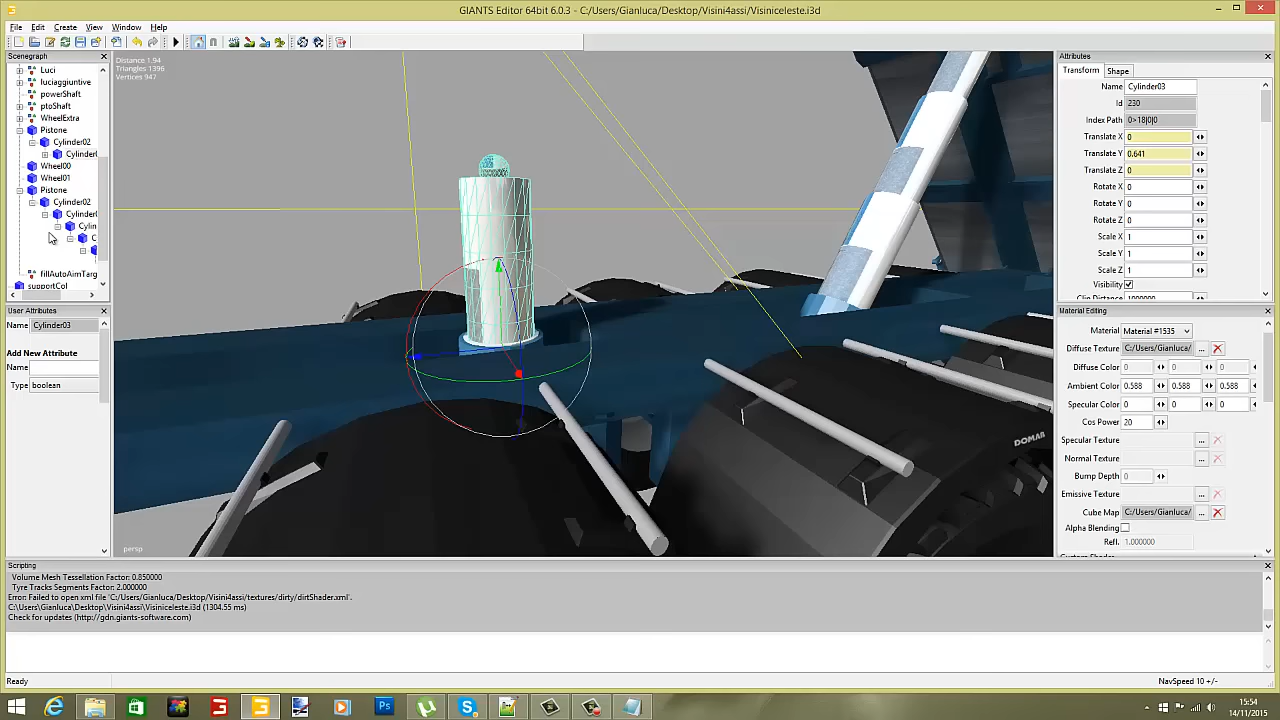 GIANTS Editor 64bit 6.0.3 - C:/Users/Gianluca/Desktop/Visini4assi/Visiniceleste.i3d
File Edit Create View Window Help
Scenegraph
Luci
luciaggiuntive
powerShaft
ptoShaft
WheelExtra
Pistone
Cylinder02
Cylinder
Wheel00
Wheel01
Pistone
Cylinder02
Cylinder
Cylin
C
fillAutoAimTarg
supportCol
User Attributes
Name Cylinder03
Add New Attribute
Name
Type boolean
Distance 1.94
Triangles 1396
Vertices 947
DOMAR
persp
Attributes
Transform Shape
Name Cylinder03
Id 230
Index Path 0>18|0|0
Translate X 0
Translate Y 0.641
Translate Z 0
Rotate X 0
Rotate Y 0
Rotate Z 0
Scale X 1
Scale Y 1
Scale Z 1
Visibility
Clip Distance 1000000
Material Editing
Material Material #1535
Diffuse Texture C:/Users/Gianluca/ ...
Diffuse Color 0 0 0
Ambient Color 0.588 0.588 0.588
Specular Color 0 0 0
Cos Power 20
Specular Texture ...
Normal Texture ...
Bump Depth 0
Emissive Texture ...
Cube Map C:/Users/Gianluca/ ...
Alpha Blending
Refl. 1.000000
Custom Shader
Scripting
Volume Mesh Tessellation Factor: 0.850000
Tyre Tracks Segments Factor: 2.000000
Error: Failed to open xml file 'C:/Users/Gianluca/Desktop/Visini4assi/textures/dirty/dirtShader.xml'.
C:\Users\Gianluca\Desktop\Visini4assi\Visiniceleste.i3d (1304.55 ms)
Check for updates (http://gdn.giants-software.com)
Ready
NavSpeed 10 +/-
15:54
14/11/2015